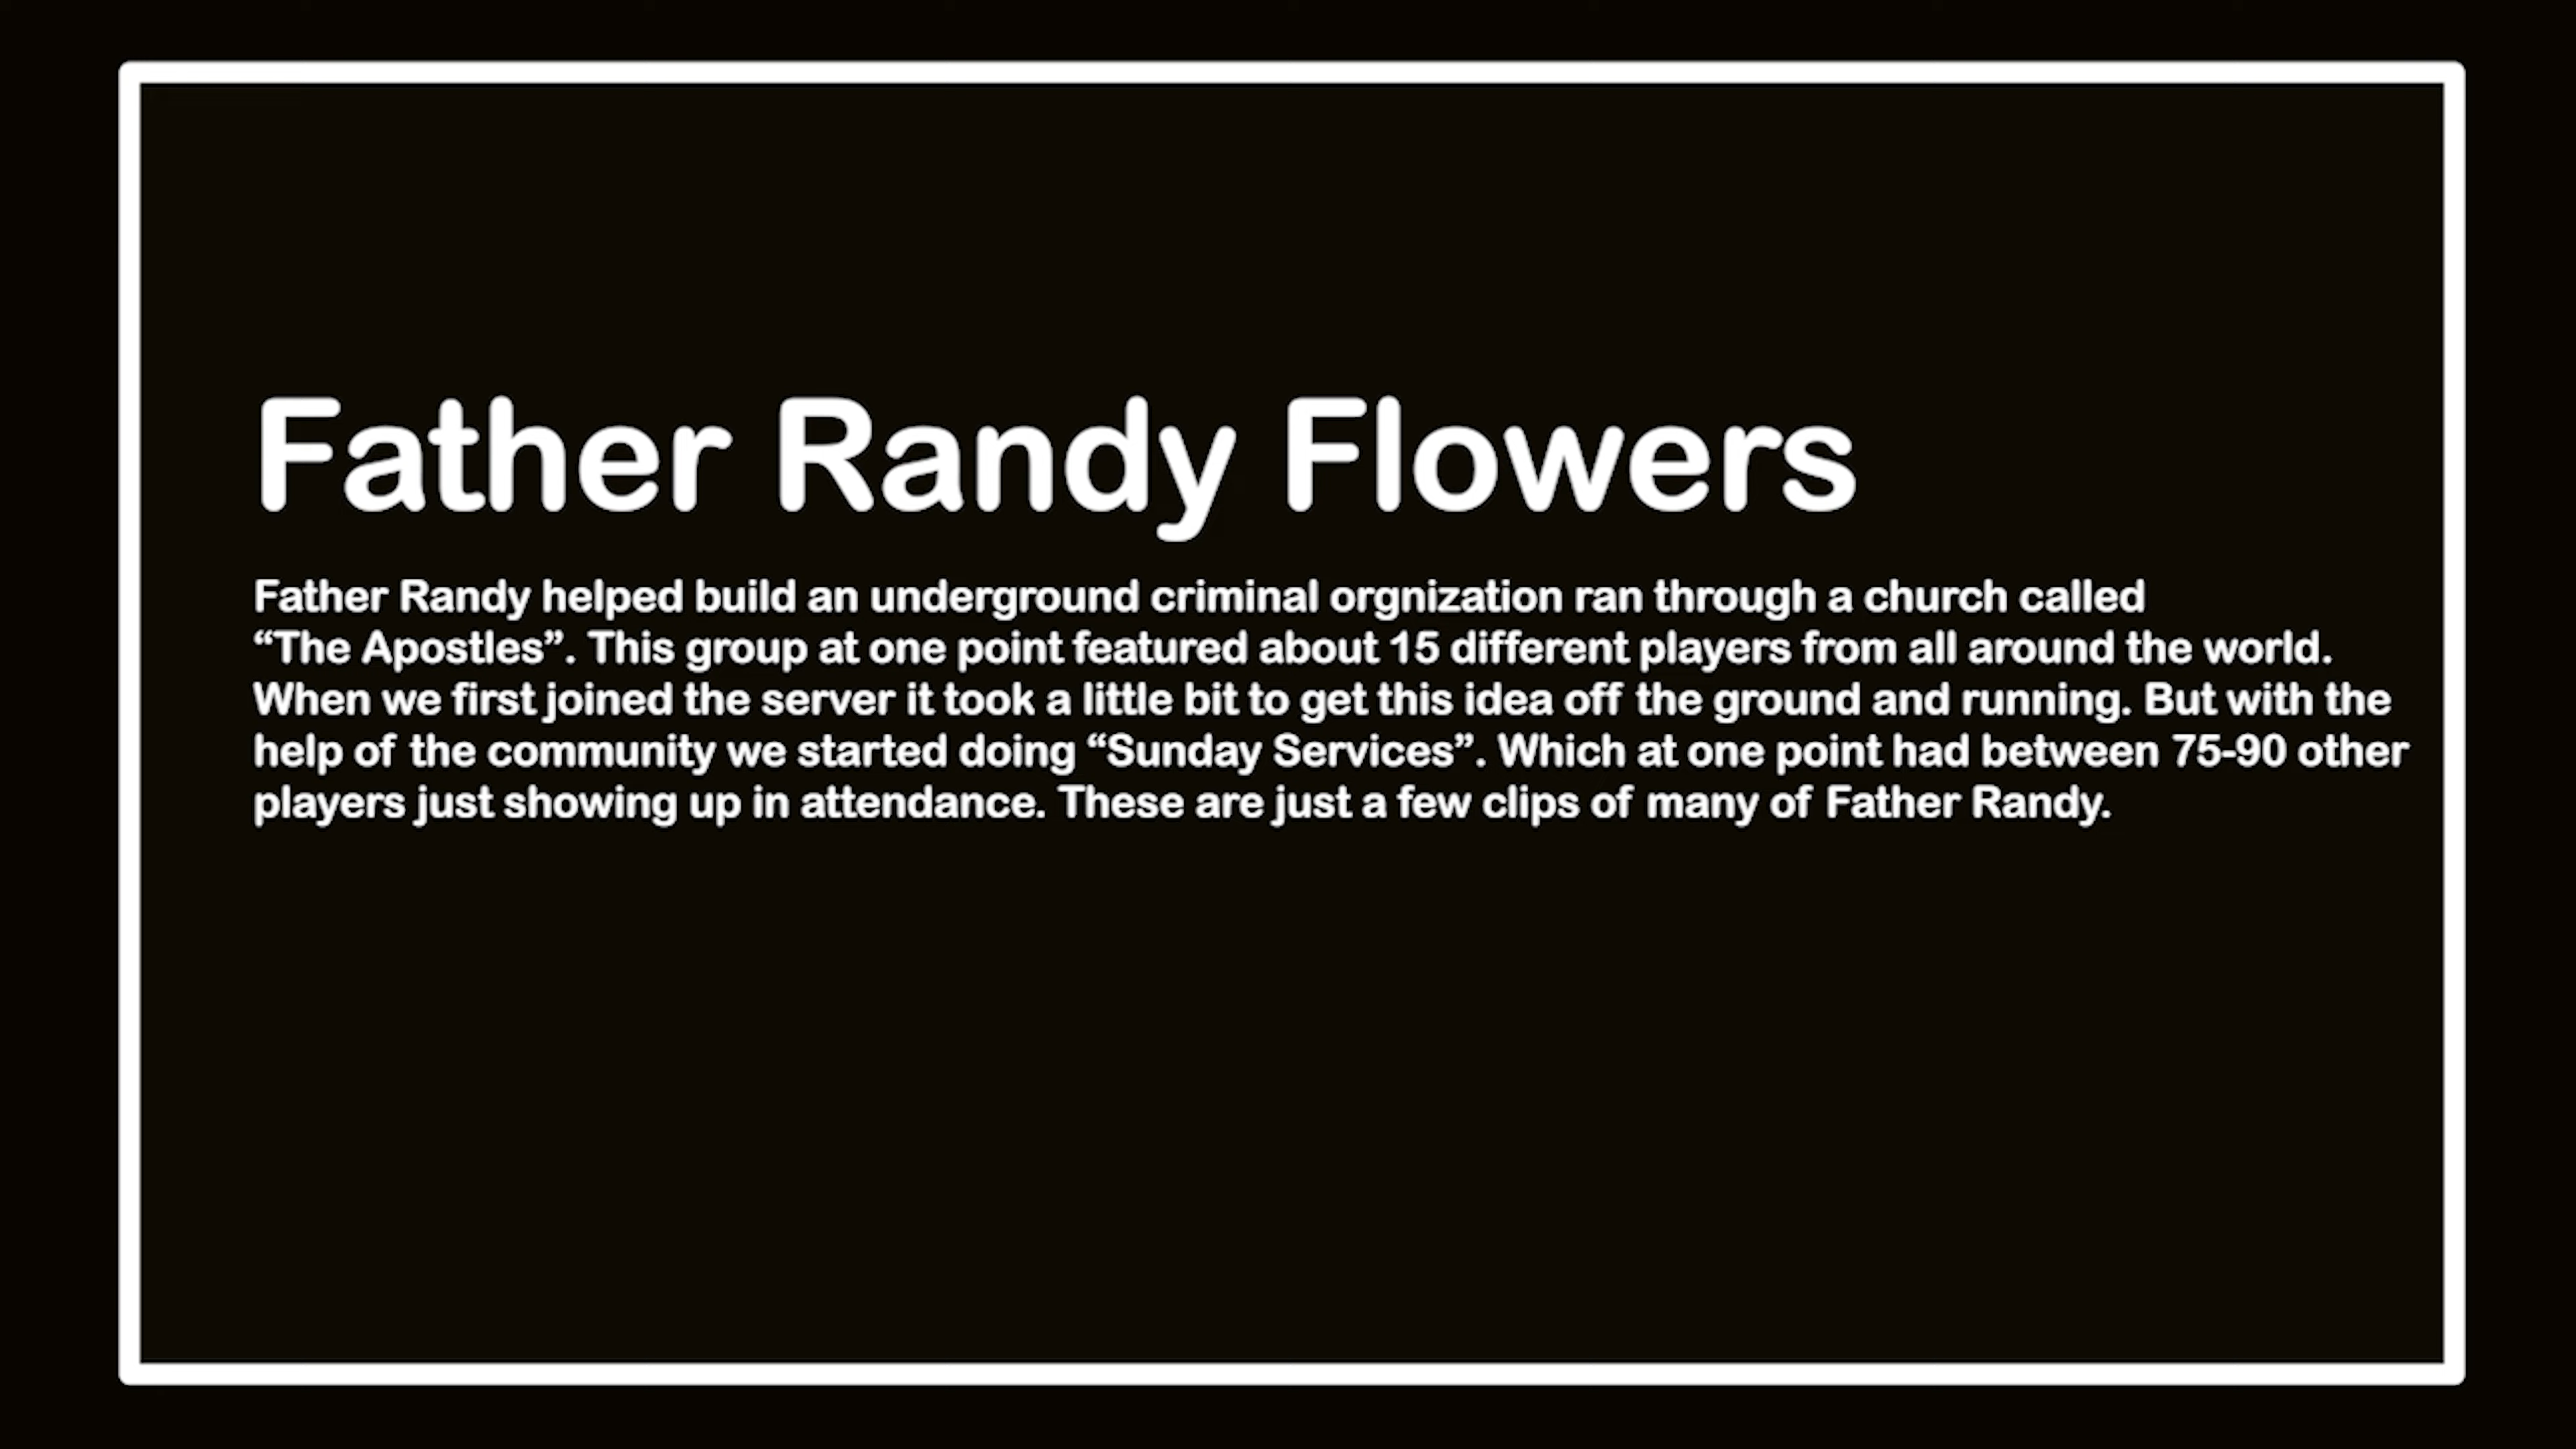 Father Randy Flowers
Father Randy helped build an underground criminal orgnization ran through a church called
“The Apostles”. This group at one point featured about 15 different players from all around the world.
When we first joined the server it took a little bit to get this idea off the ground and running. But with the
help of the community we started doing “Sunday Services”. Which at one point had between 75-90 other
players just showing up in attendance. These are just a few clips of many of Father Randy.